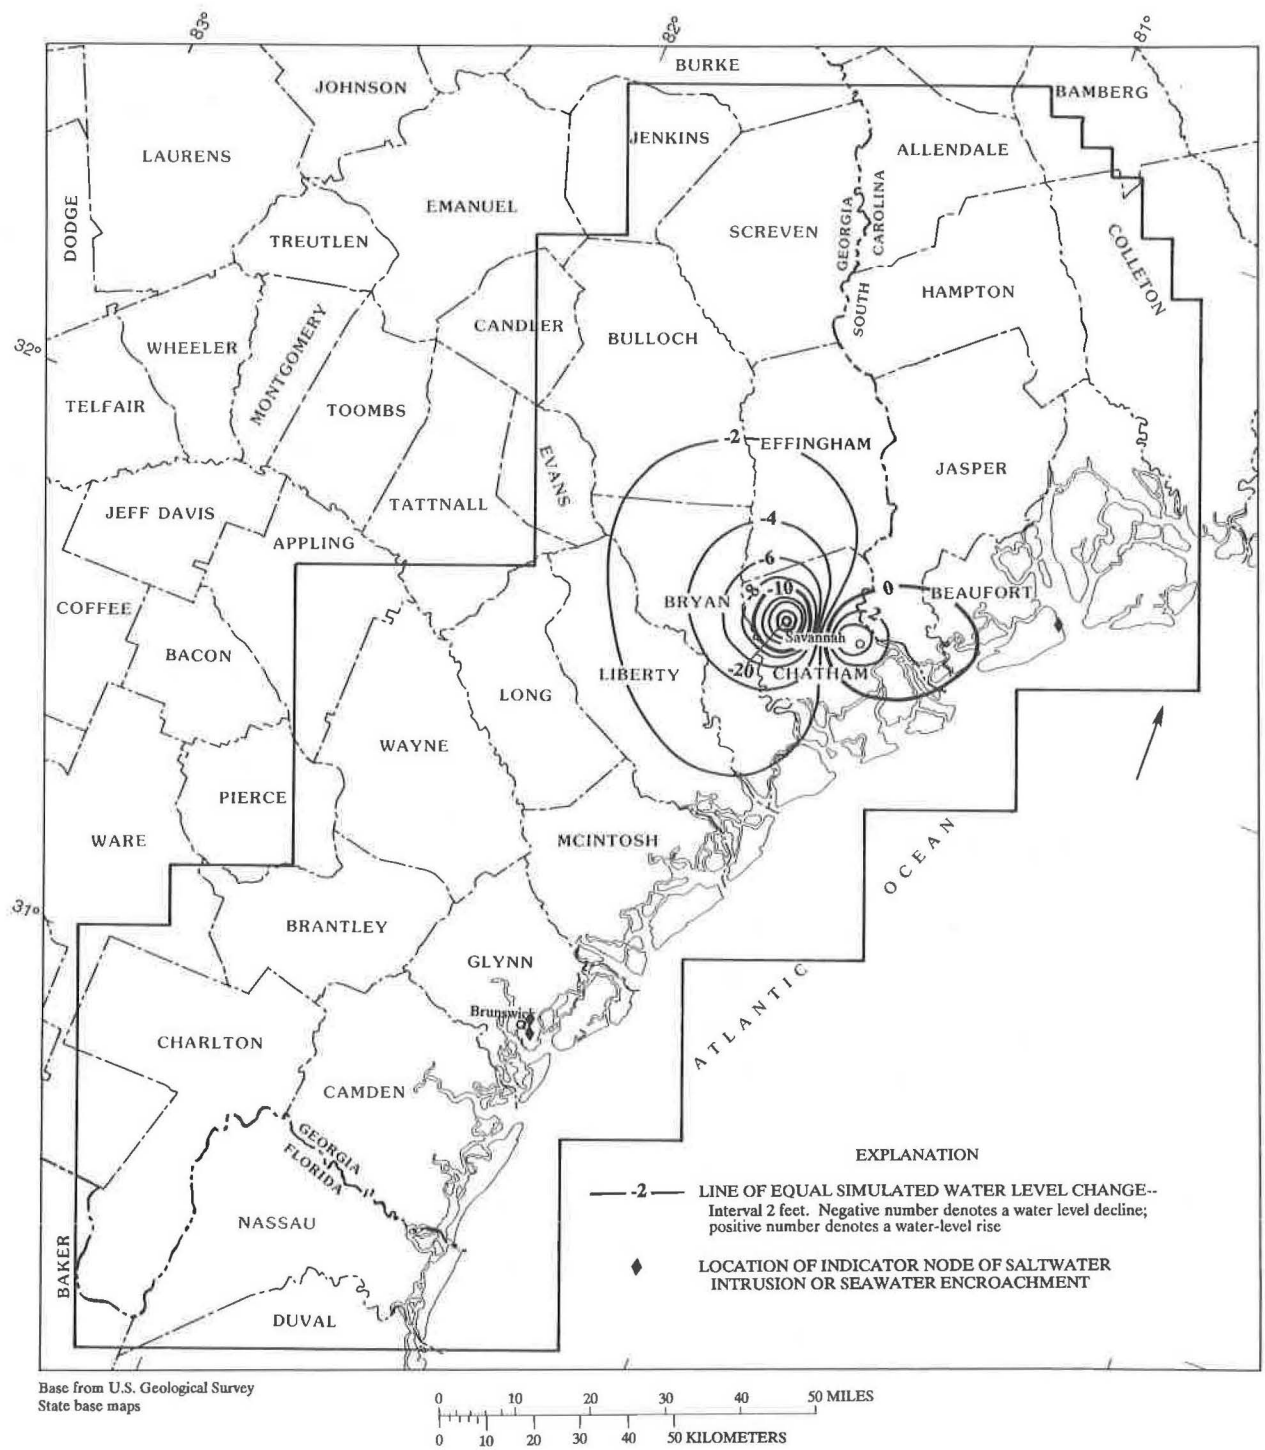 83°
82°
81°
BURKE
JOHNSON
BAMBERG
JENKINS
LAURENS
ALLENDALE
EMANUEL
DODGE
TREUTLEN
SCREVEN
GEORGIA
SOUTH CAROLINA
COLLETON
HAMPTON
CANDLER
BULLOCH
32°
WHEELER
MONTGOMERY
TELFAIR
TOOMBS
-2
EFFINGHAM
JASPER
EVANS
TATTNALL
JEFF DAVIS
-4
APPLING
-6
-8
-10
0
COFFEE
BRYAN
BEAUFORT
2
Savannah
BACON
-20
CHATHAM
LIBERTY
LONG
WAYNE
PIERCE
WARE
MCINTOSH
OCEAN
31°
BRANTLEY
GLYNN
ATLANTIC
Brunswick
CHARLTON
CAMDEN
GEORGIA
FLORIDA
EXPLANATION
-2
LINE OF EQUAL SIMULATED WATER LEVEL CHANGE--
Interval 2 feet. Negative number denotes a water level decline;
positive number denotes a water-level rise
NASSAU
BAKER
LOCATION OF INDICATOR NODE OF SALTWATER
INTRUSION OR SEAWATER ENCROACHMENT
DUVAL
Base from U.S. Geological Survey
State base maps
0 10 20 30 40 50 MILES
0 10 20 30 40 50 KILOMETERS